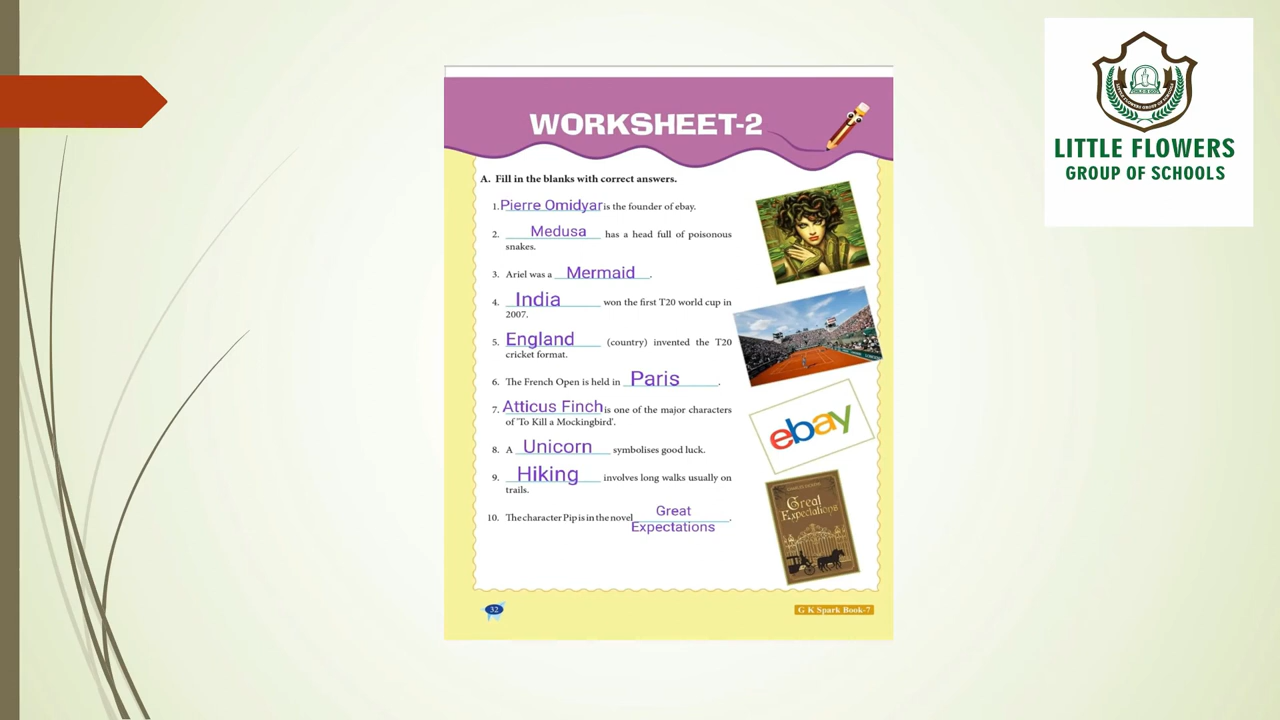 LITTLE FLOWERS
GROUP OF SCHOOLS
WORKSHEET-2
A. Fill in the blanks with correct answers.
1. Pierre Omidyar is the founder of ebay.
2. Medusa has a head full of poisonous
snakes.
3. Ariel was a Mermaid.
4. India won the first T20 world cup in
2007.
5. England (country) invented the T20
cricket format.
6. The French Open is held in Paris.
7. Atticus Finch is one of the major characters
of 'To Kill a Mockingbird'.
8. A Unicorn symbolises good luck.
9. Hiking involves long walks usually on
trails.
10. The character Pip is in the novel Great
Expectations.
ebay
Great
Expectations
32
G K Spark Book-7